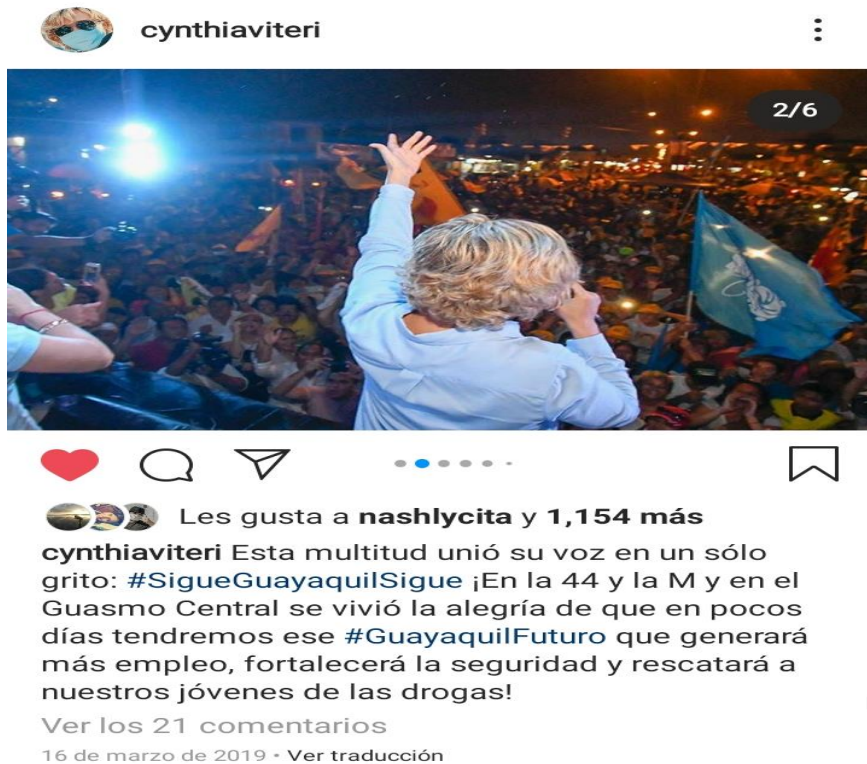 cynthiaviteri
2/6
Les gusta a nashlycita y 1,154 más
cynthiaviteri Esta multitud unió su voz en un sólo
grito: #SigueGuayaquilSigue ¡En la 44 y la M y en el
Guasmo Central se vivió la alegría de que en pocos
días tendremos ese #GuayaquilFuturo que generará
más empleo, fortalecerá la seguridad y rescatará a
nuestros jóvenes de las drogas!
Ver los 21 comentarios
16 de marzo de 2019 • Ver traducción